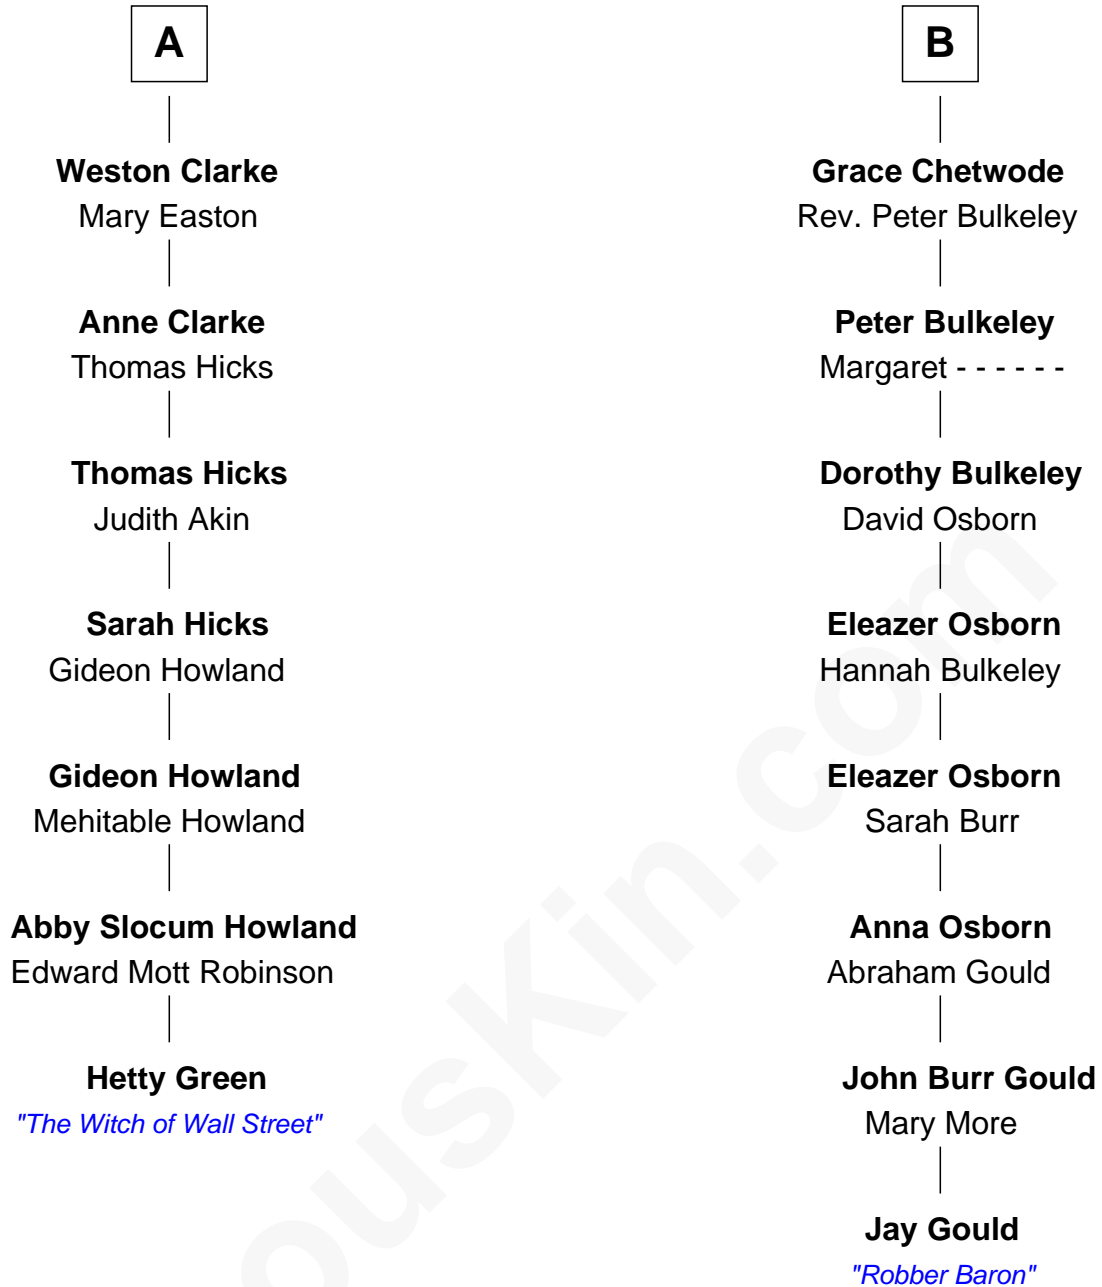 A
Weston Clarke
Mary Easton
Anne Clarke
Thomas Hicks
Thomas Hicks
Judith Akin
Sarah Hicks
Gideon Howland
Gideon Howland
Mehitable Howland
Abby Slocum Howland
Edward Mott Robinson
Hetty Green
"The Witch of Wall Street"
B
Grace Chetwode
Rev. Peter Bulkeley
Peter Bulkeley
Margaret - - - - - -
Dorothy Bulkeley
David Osborn
Eleazer Osborn
Hannah Bulkeley
Eleazer Osborn
Sarah Burr
Anna Osborn
Abraham Gould
John Burr Gould
Mary More
Jay Gould
"Robber Baron"
ousKin.com